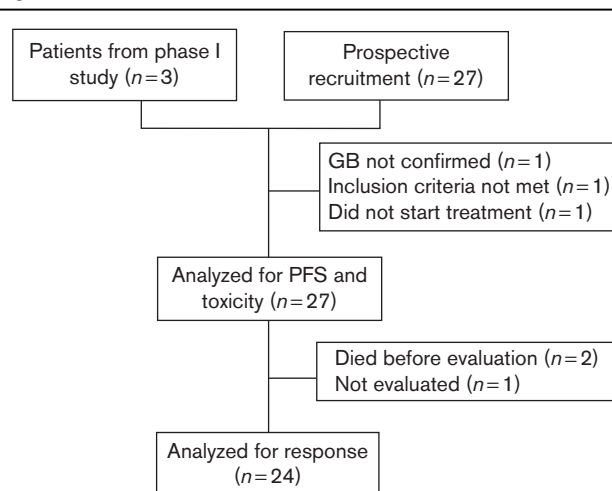 Patients from phase I
study (n=3)
Prospective
recruitment (n=27)
GB not confirmed (n=1)
Inclusion criteria not met (n=1)
Did not start treatment (n=1)
Analyzed for PFS and
toxicity (n=27)
Died before evaluation (n=2)
Not evaluated (n=1)
Analyzed for response
(n=24)